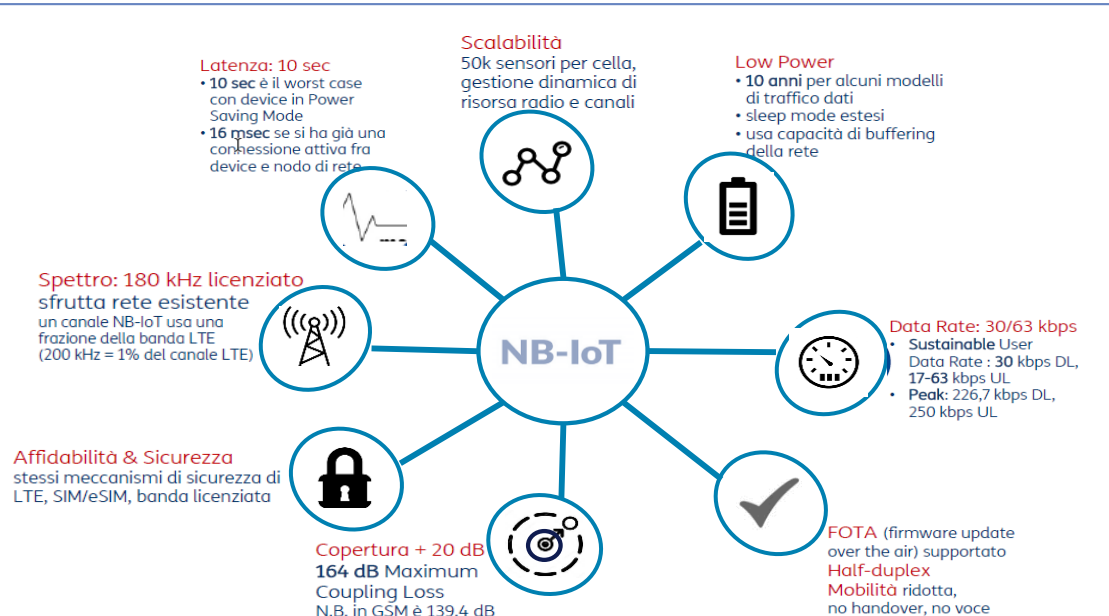 Scalabilità
50k sensori per cella,
gestione dinamica di
risorsa radio e canali
Latenza: 10 sec
• 10 sec è il worst case
con device in Power
Saving Mode
• 16 msec se si ha già una
connessione attiva fra
device e nodo di rete
Low Power
• 10 anni per alcuni modelli
di traffico dati
• sleep mode estesi
• usa capacità di buffering
della rete
Spettro: 180 kHz licenziato
sfrutta rete esistente
un canale NB-IoT usa una
frazione della banda LTE
(200 kHz = 1% del canale LTE)
NB-IoT
Data Rate: 30/63 kbps
• Sustainable User
Data Rate : 30 kbps DL,
17-63 kbps UL
• Peak: 226,7 kbps DL,
250 kbps UL
Affidabilità & Sicurezza
stessi meccanismi di sicurezza di
LTE, SIM/eSIM, banda licenziata
Copertura + 20 dB
164 dB Maximum
Coupling Loss
N.B. in GSM è 139,4 dB
FOTA (firmware update
over the air) supportato
Half-duplex
Mobilità ridotta,
no handover, no voce